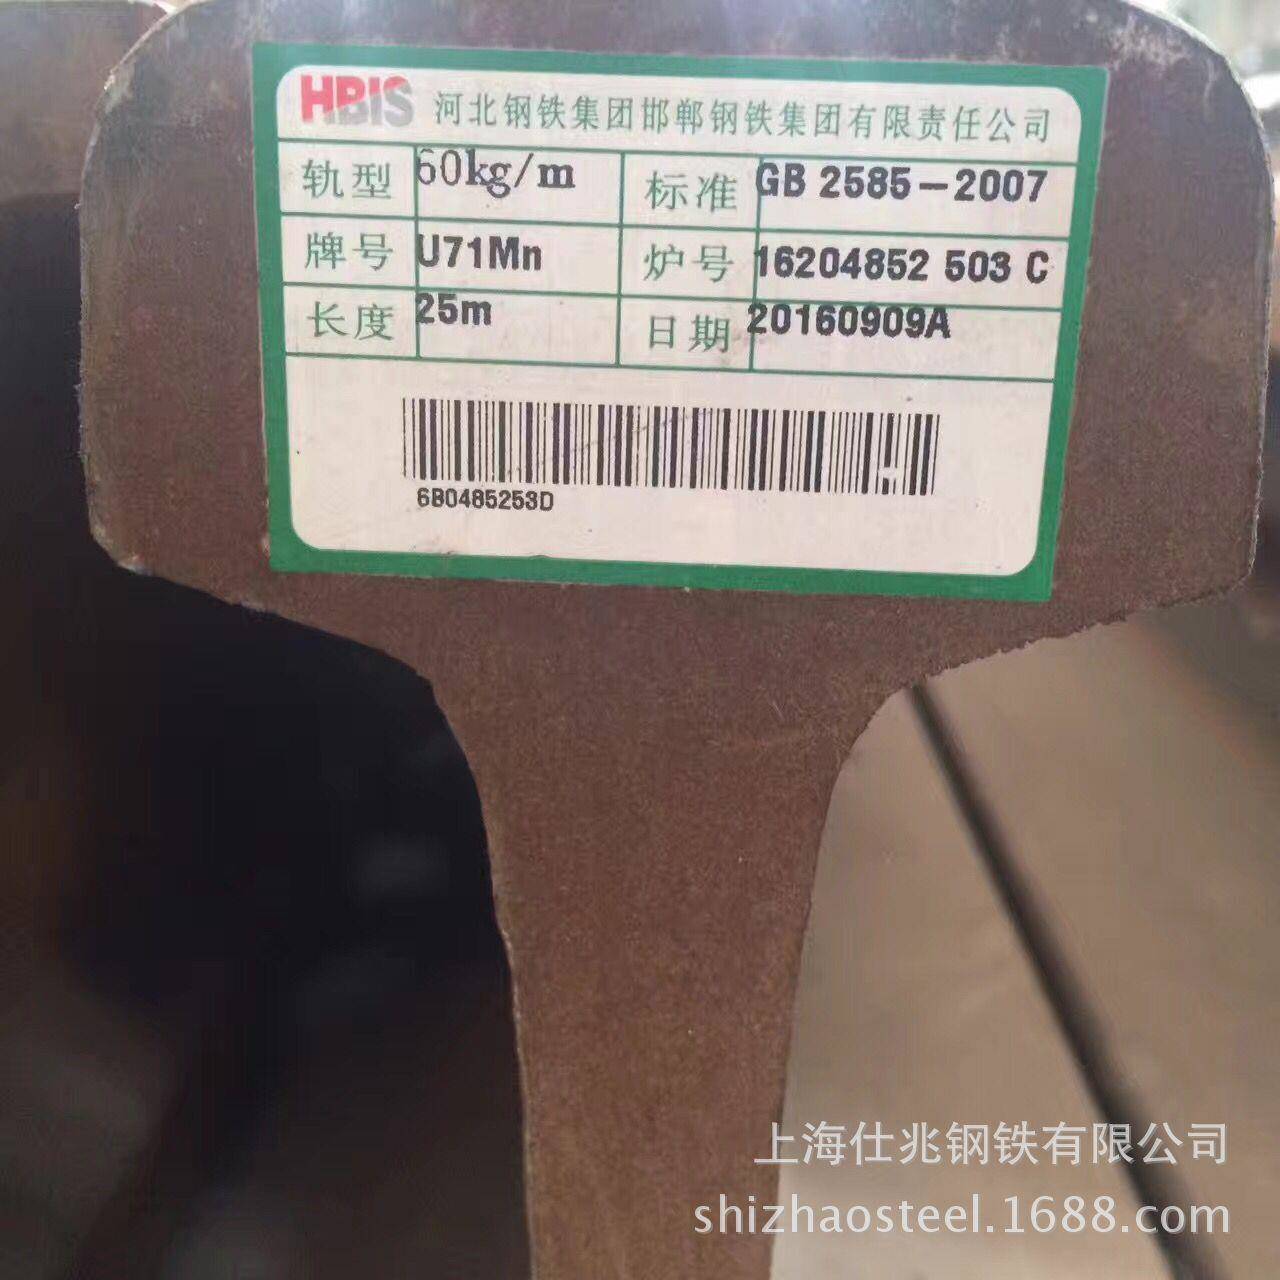 HBIS 河北钢铁集团邯郸钢铁集团有限责任公司
轨型 60kg/m 标准 GB 2585-2007
牌号 U71Mn 炉号 16204852 503 C
长度 25m 日期 20160909A
6B0485253D
上海仕兆钢铁有限公司
shizhaosteel.1688.com